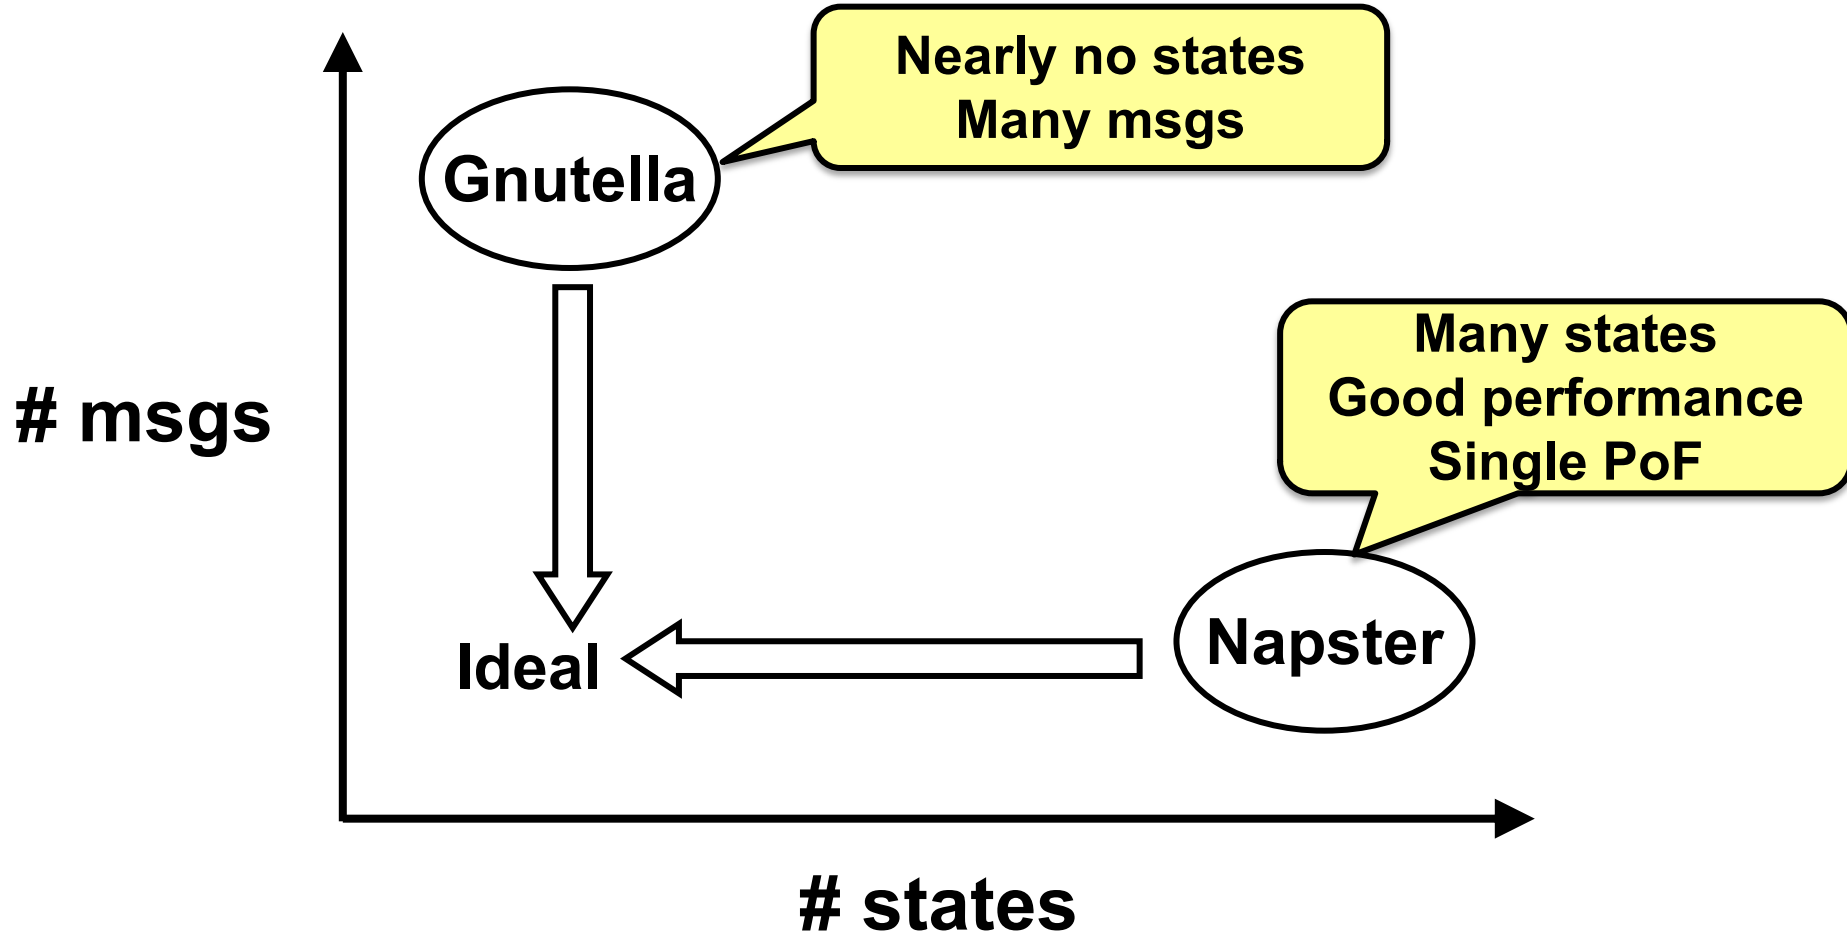 Nearly no states
Many msgs
Gnutella
Many states
Good performance
Single PoF
# msgs
Napster
Ideal
# states